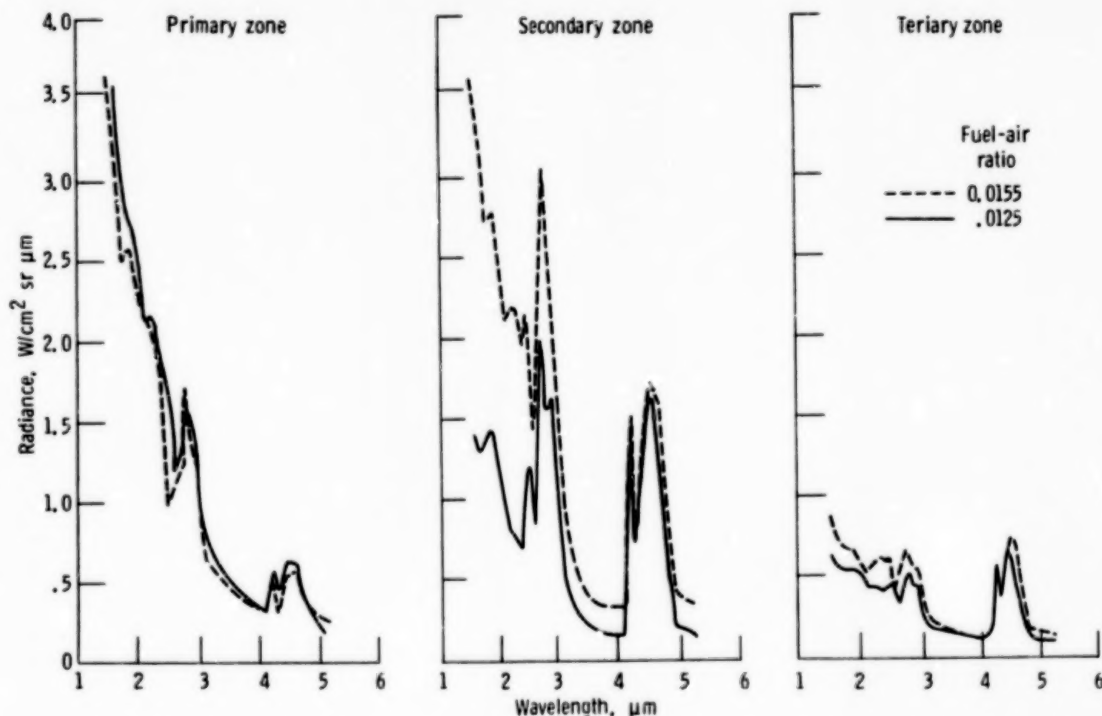 Primary zone
Secondary zone
Teriary zone
Fuel-air
ratio
0.0155
.0125
Radiance, W/cm² sr μm
4.0
3.5
3.0
2.5
2.0
1.5
1.0
.5
0
1 2 3 4 5 6
1 2 3 4 5 6
1 2 3 4 5 6
Wavelength, μm